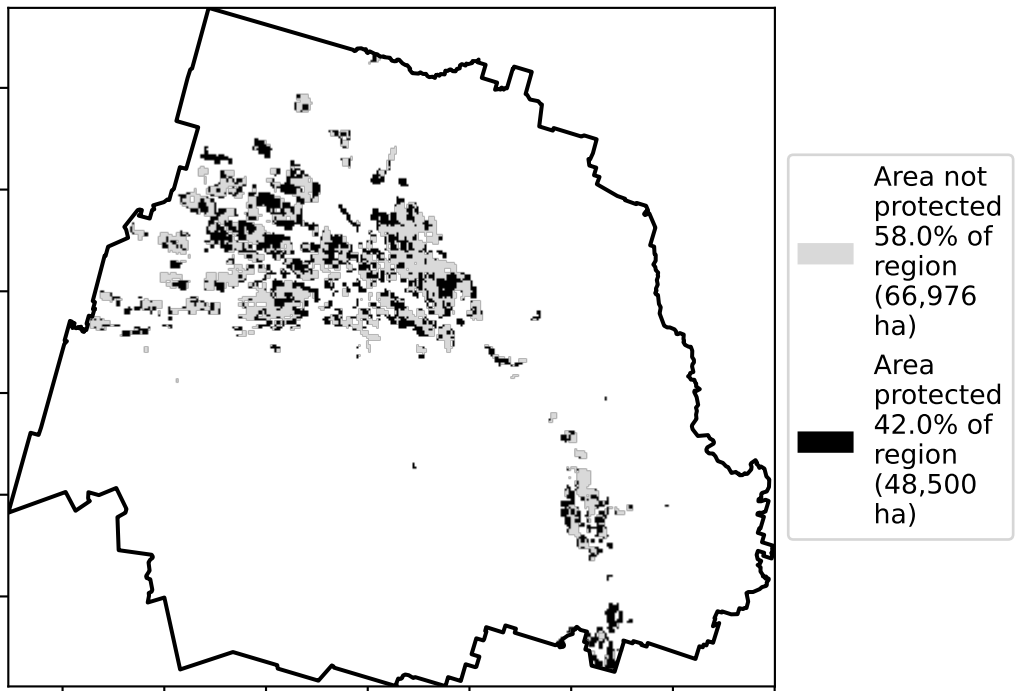 Area not
protected
58.0% of
region
(66,976
ha)
Area
protected
42.0% of
region
(48,500
ha)